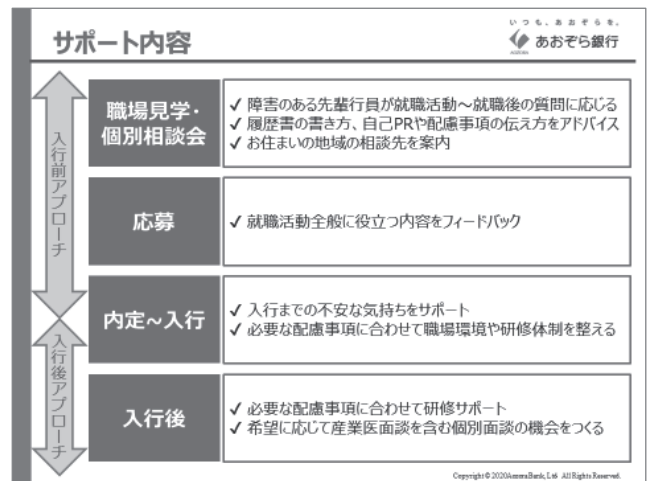 サポート内容
いつも、あおぞらを。
あおぞら銀行
入行前アプローチ
職場見学・
個別相談会
✓ 障害のある先輩行員が就職活動～就職後の質問に応じる
✓ 履歴書の書き方、自己PRや配慮事項の伝え方をアドバイス
✓ お住まいの地域の相談先を案内
応募
✓ 就職活動全般に役立つ内容をフィードバック
内定～入行
✓ 入行までの不安な気持ちをサポート
✓ 必要な配慮事項に合わせて職場環境や研修体制を整える
入行後アプローチ
入行後
✓ 必要な配慮事項に合わせて研修サポート
✓ 希望に応じて産業医面談を含む個別面談の機会をつくる
Copyright © 2020 Bank, All Rights Reserved.